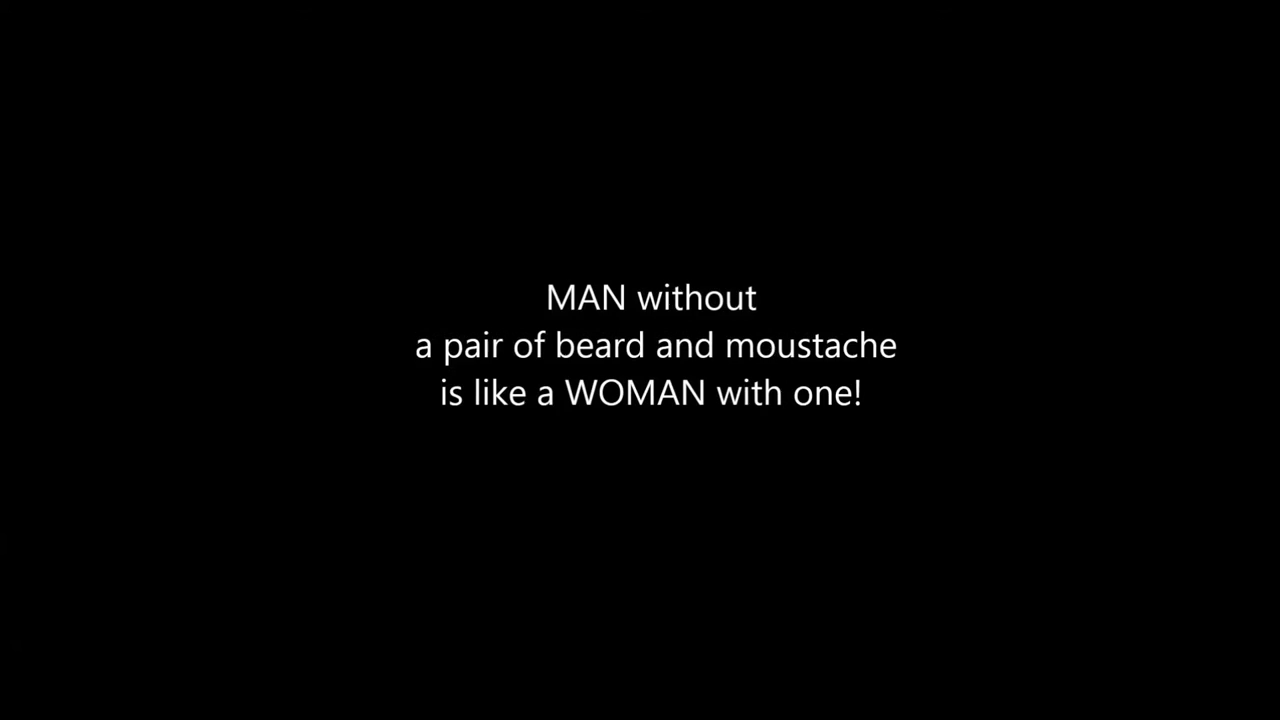 MAN without
a pair of beard and moustache
is like a WOMAN with one!